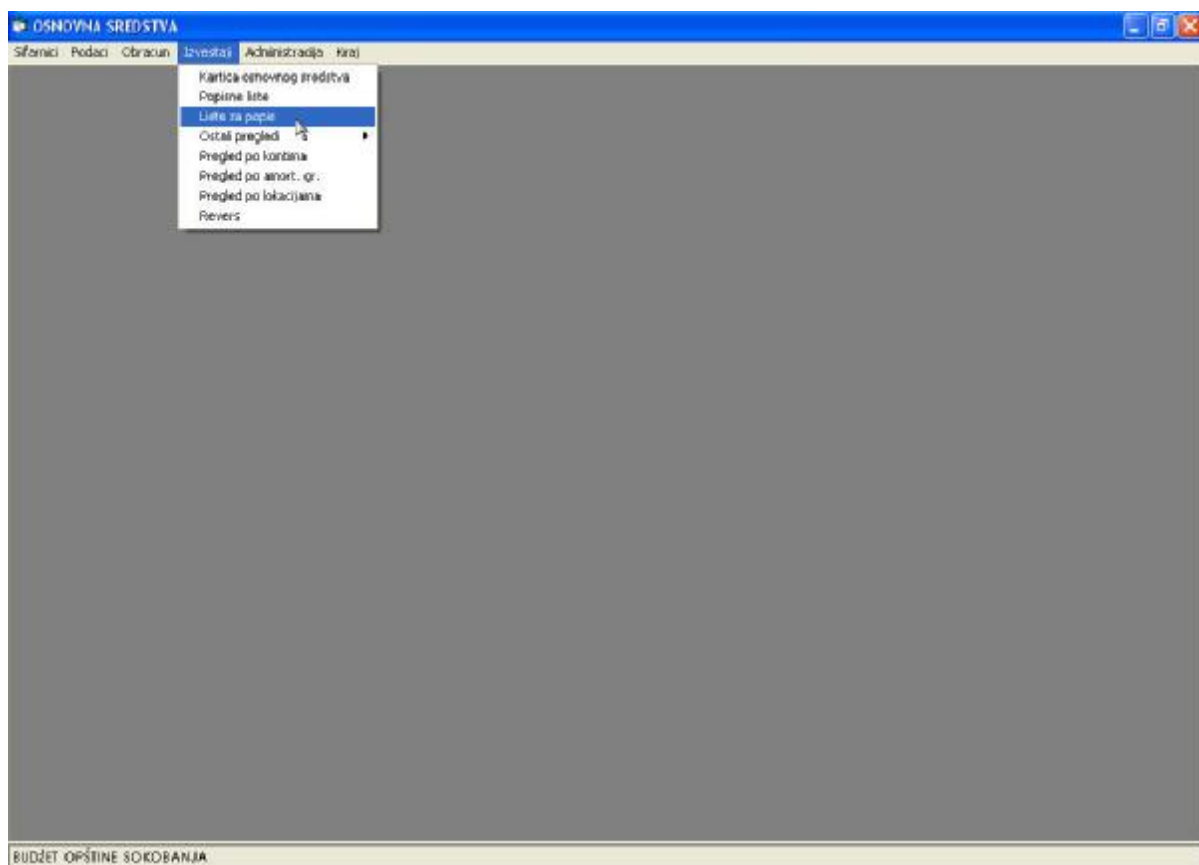 OSNOVNA SREDSTVA
Sifarnici Podaci Obracun Izvestaji Administracija Kraj
Kartica osnovnog sredstva
Popisne liste
Liste za popis
Ostali pregledi
Pregled po kontima
Pregled po amort. gr.
Pregled po lokacijama
Revers
BUDŽET OPŠTINE SOKOBANJA